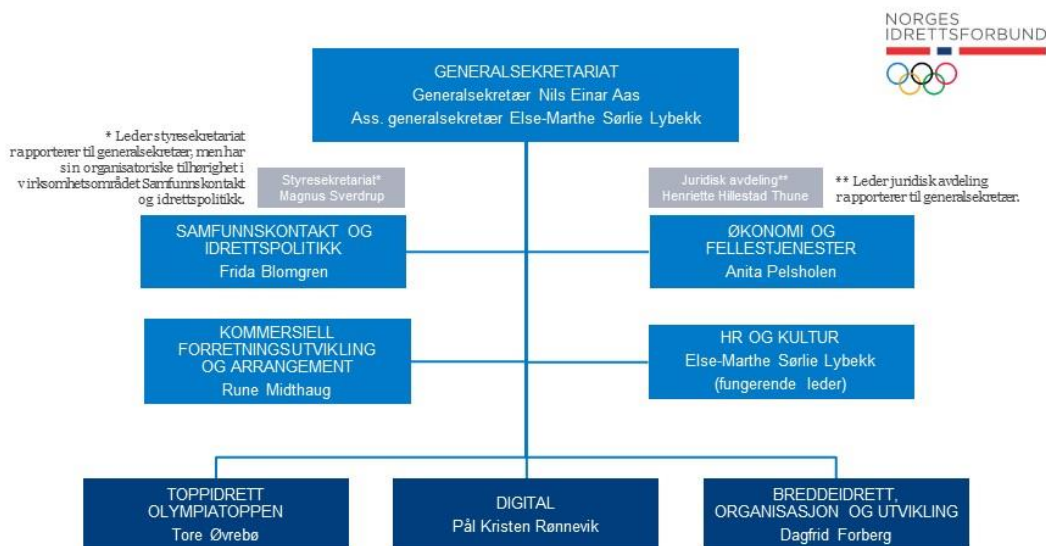 NORGES
IDRETTSFORBUND
GENERALSEKRETARIAT
Generalsekretær Nils Einar Aas
Ass. generalsekretær Else-Marthe Sørlie Lybekk
* Leder styresekretariat
rapporterer til generalsekretær, men har
sin organisatoriske tilhørighet i
virksomhetsområdet Samfunnskontakt
og idrettspolitikk.
Styresekretariat*
Magnus Sverdrup
Juridisk avdeling**
Henriette Hillestad Thune
** Leder juridisk avdeling
rapporterer til generalsekretær.
SAMFUNNSKONTAKT OG
IDRETTSPOLITIKK
Frida Blomgren
ØKONOMI OG
FELLESTJENESTER
Anita Pelsholen
KOMMERSIELL
FORRETNINGSUTVIKLING
OG ARRANGEMENT
Rune Midthaug
HR OG KULTUR
Else-Marthe Sørlie Lybekk
(fungerende leder)
TOPPIDRETT
OLYMPIATOPPEN
Tore Øvrebø
DIGITAL
Pål Kristen Rønnevik
BREDDEIDRETT,
ORGANISASJON OG UTVIKLING
Dagfrid Forberg